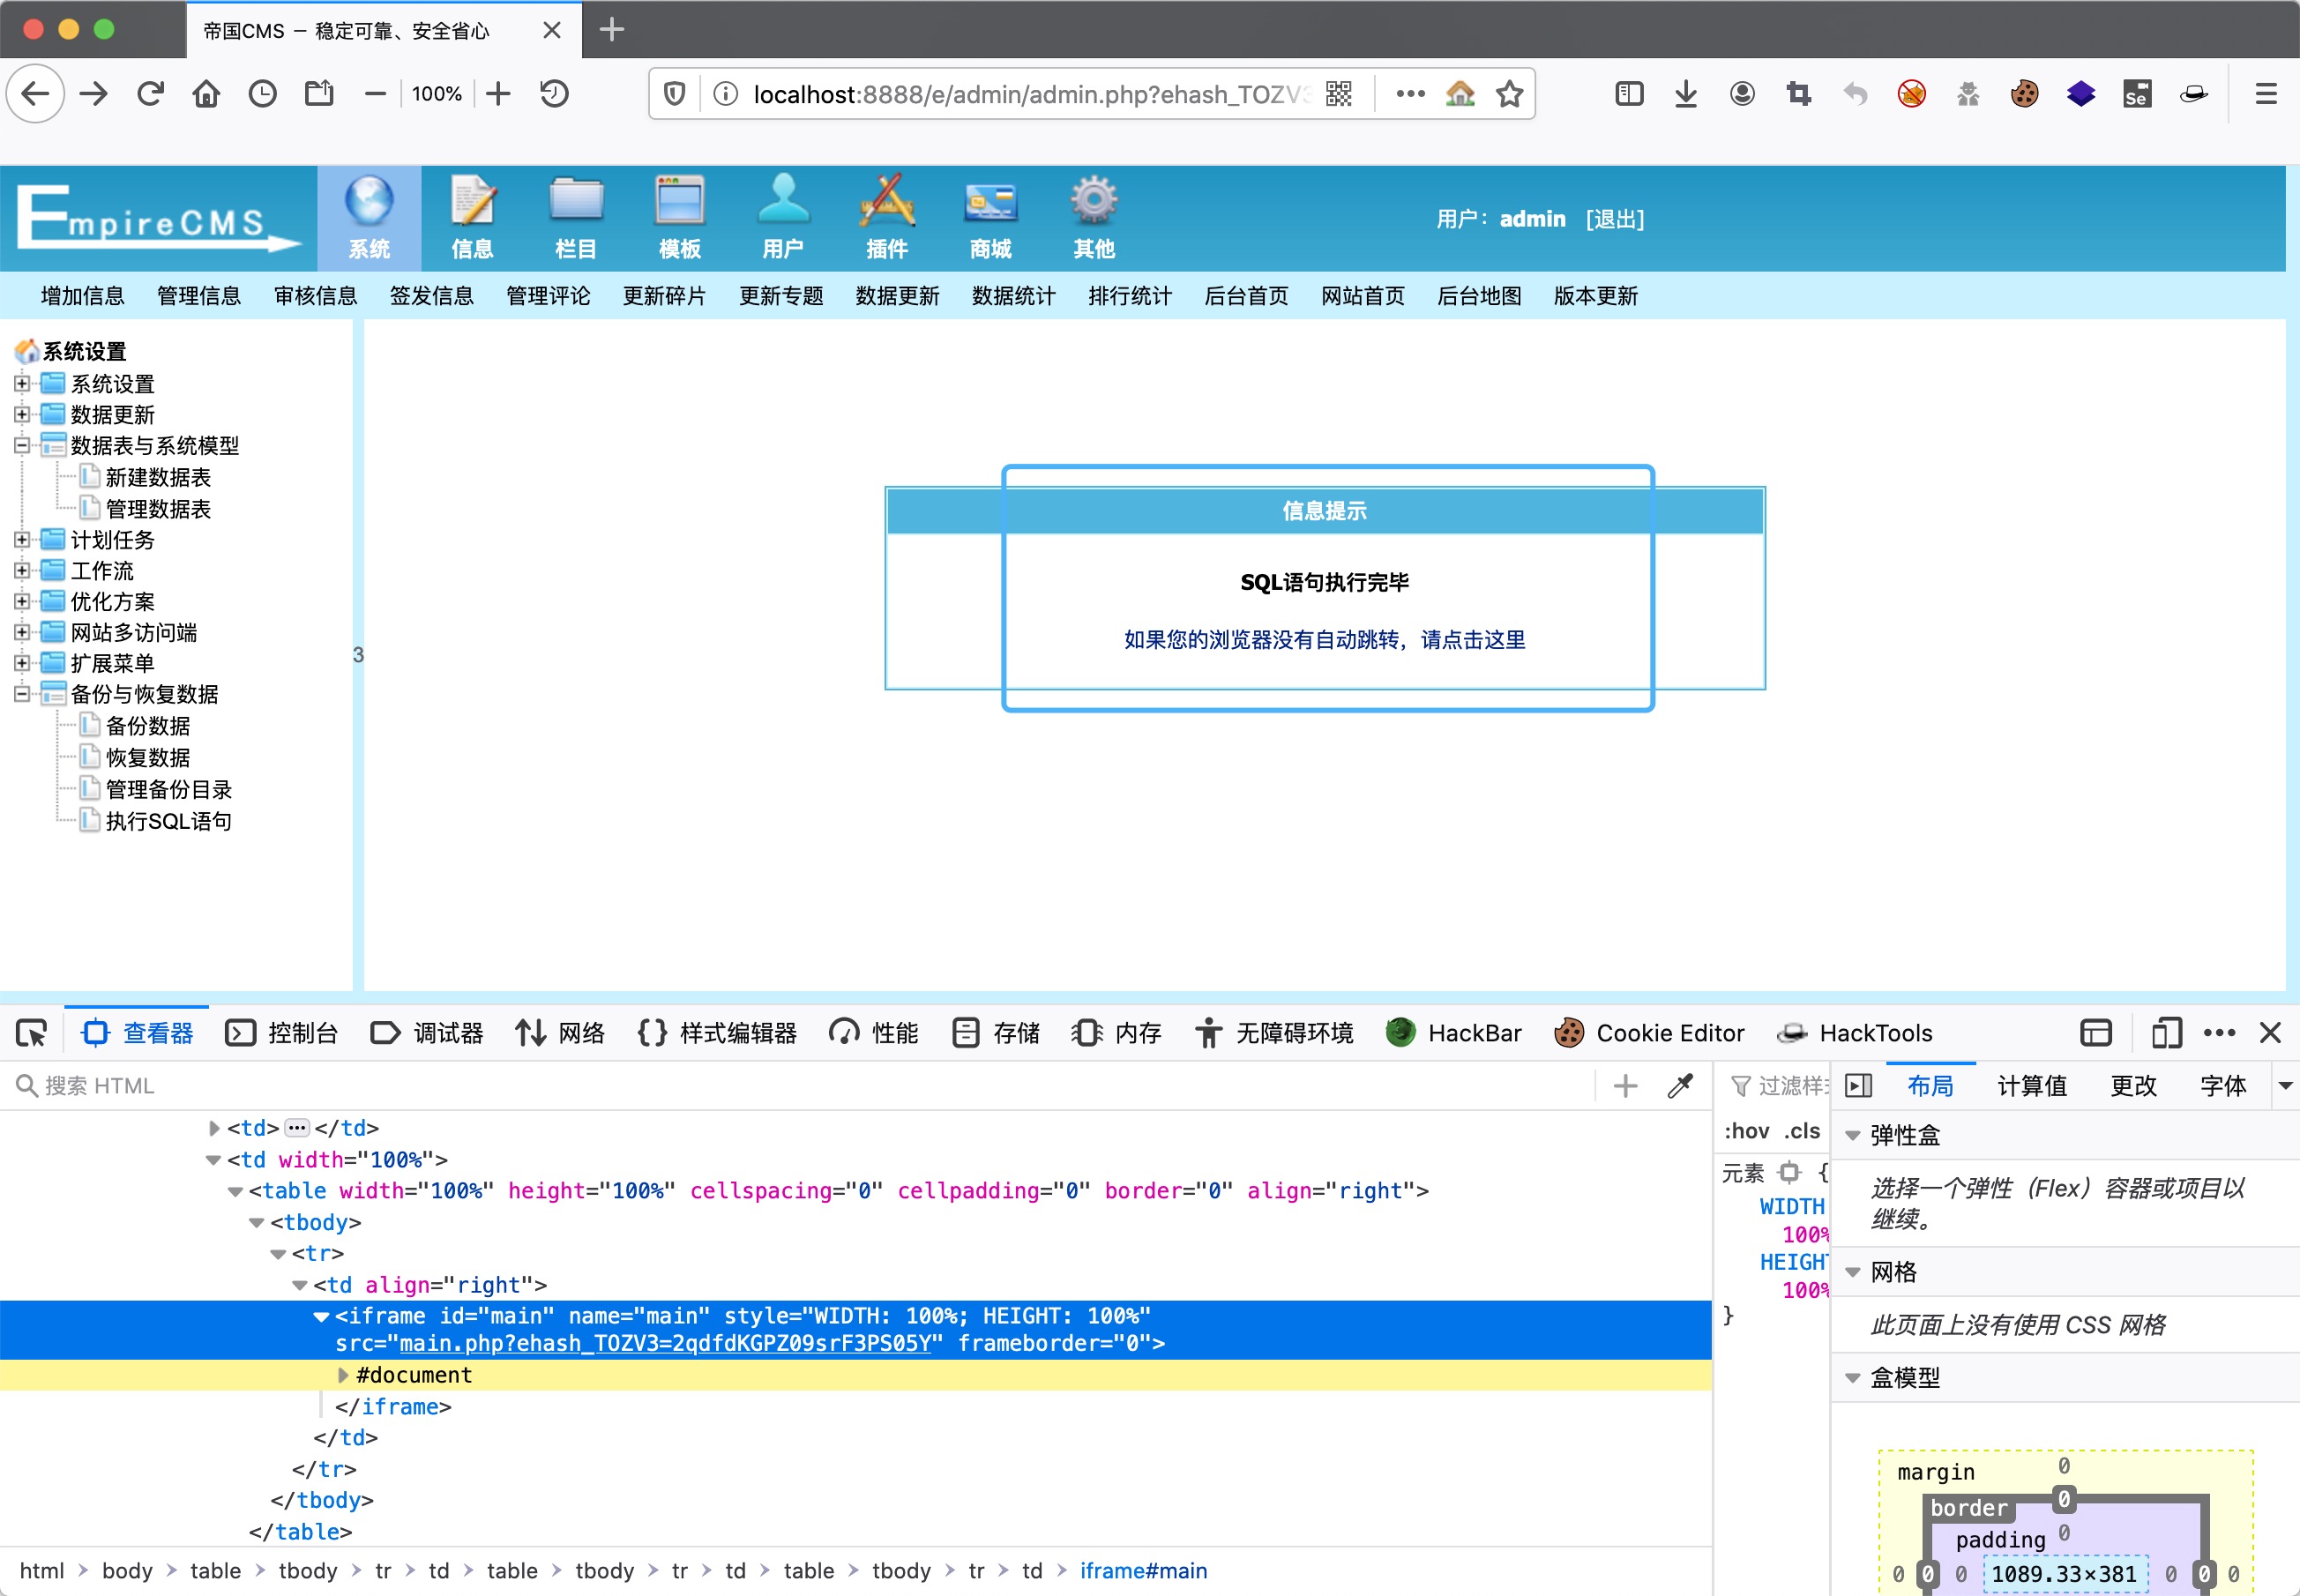 帝国CMS － 稳定可靠、安全省心
100%
localhost:8888/e/admin/admin.php?ehash_TOZV3
Se
EmpireCMS
系统
信息
栏目
模板
用户
插件
商城
其他
用户：admin [退出]
增加信息 管理信息 审核信息 签发信息 管理评论 更新碎片 更新专题 数据更新 数据统计 排行统计 后台首页 网站首页 后台地图 版本更新
系统设置
系统设置
数据更新
数据表与系统模型
新建数据表
管理数据表
计划任务
工作流
优化方案
网站多访问端
扩展菜单
备份与恢复数据
备份数据
恢复数据
管理备份目录
执行SQL语句
3
信息提示
SQL语句执行完毕
如果您的浏览器没有自动跳转，请点击这里
查看器 控制台 调试器 网络 样式编辑器 性能 存储 内存 无障碍环境 HackBar Cookie Editor HackTools
搜索 HTML
<td> ••• </td>
<td width="100%">
<table width="100%" height="100%" cellspacing="0" cellpadding="0" border="0" align="right">
<tbody>
<tr>
<td align="right">
<iframe id="main" name="main" style="WIDTH: 100%; HEIGHT: 100%"
src="main.php?ehash_TOZV3=2qdfdKGPZ09srF3PS05Y" frameborder="0">
#document
</iframe>
</td>
</tr>
</tbody>
</table>
html > body > table > tbody > tr > td > table > tbody > tr > td > table > tbody > tr > td > iframe#main
过滤样
:hov .cls
元素 {
WIDTH
100%
HEIGHT
100%
}
布局 计算值 更改 字体
弹性盒
选择一个弹性（Flex）容器或项目以
继续。
网格
此页面上没有使用 CSS 网格
盒模型
margin 0
border 0
padding 0
0 0 0 1089.33×381 0 0 0